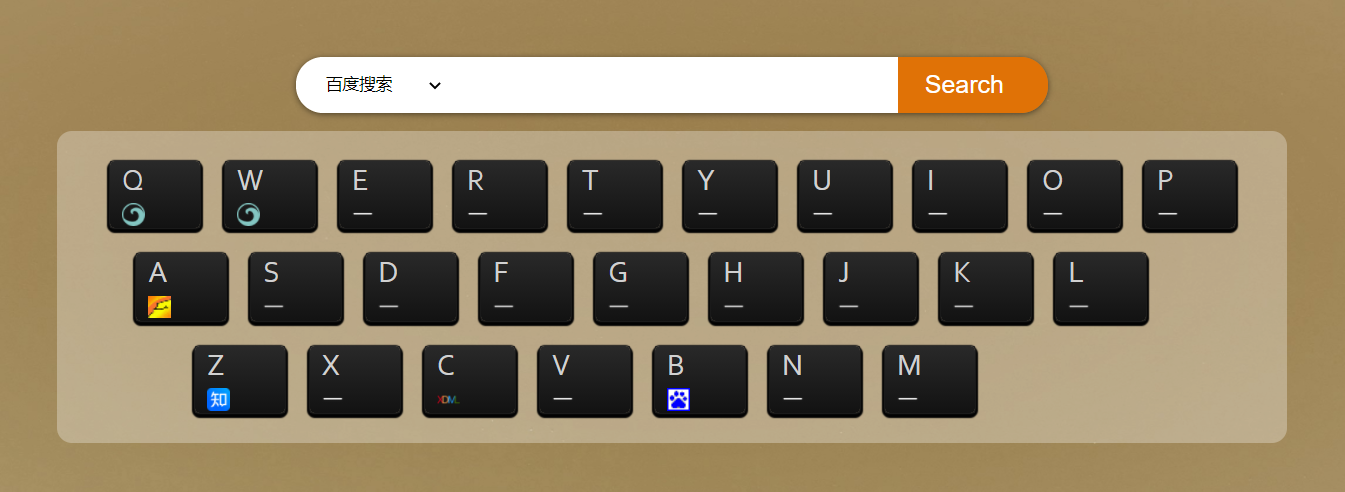 百度搜索 Search
Q W E R T Y U I O P
A S D F G H J K L
Z X C V B N M
知 XDML